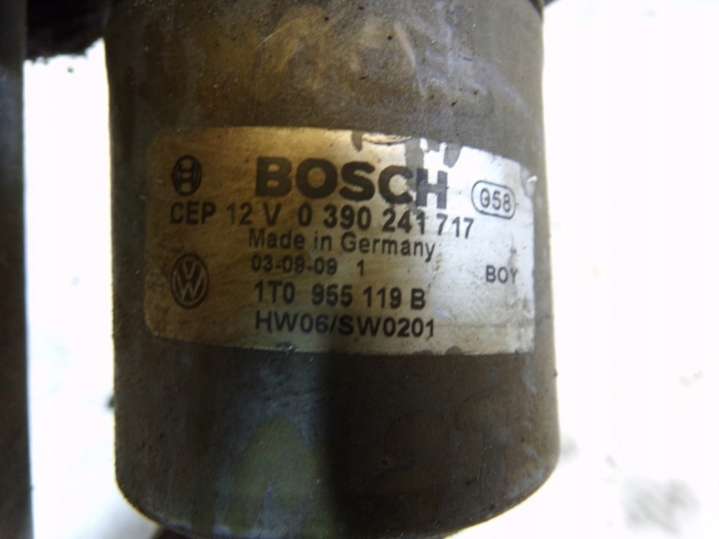 BOSCH G58
CEP 12 V 0 390 241 717
Made in Germany
03-09-09 1 BOY
VW
1T0 955 119 B
HW06/SW0201